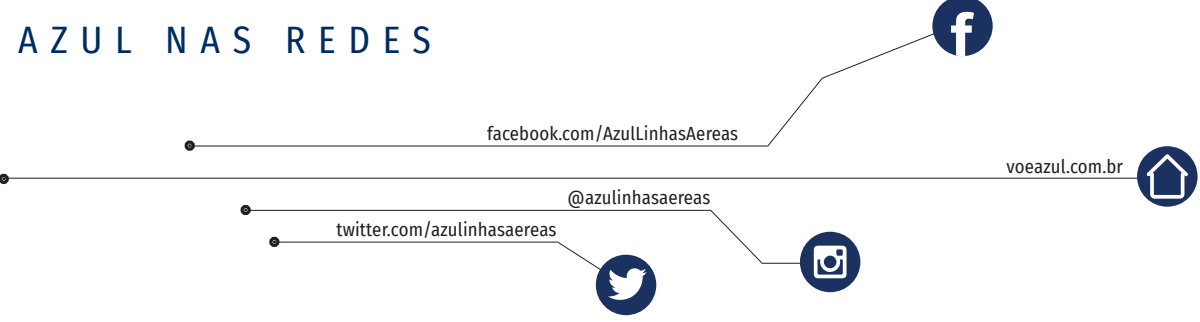 AZUL NAS REDES
facebook.com/AzulLinhasAereas
voeazul.com.br
@azulinhasaereas
twitter.com/azulinhasaereas